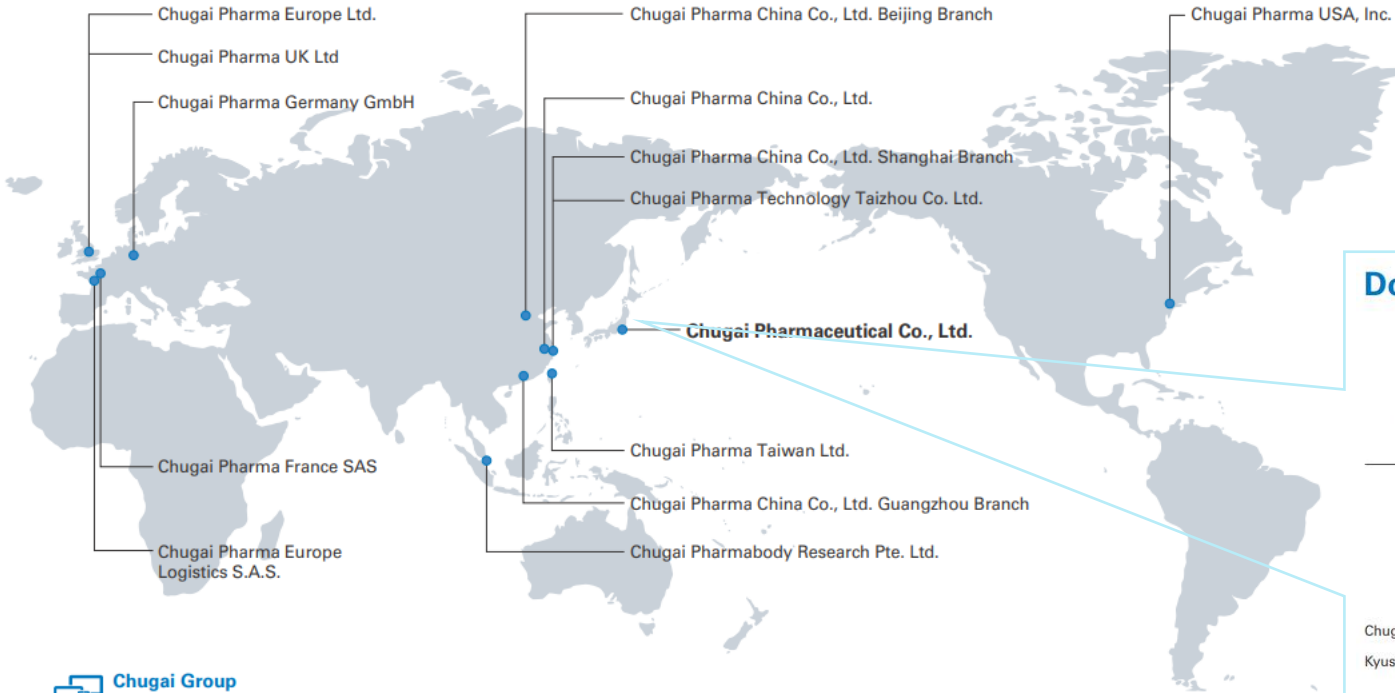 Chugai Pharma Europe Ltd.
Chugai Pharma UK Ltd
Chugai Pharma Germany GmbH
Chugai Pharma France SAS
Chugai Pharma Europe
Logistics S.A.S.
Chugai Pharma China Co., Ltd. Beijing Branch
Chugai Pharma China Co., Ltd.
Chugai Pharma China Co., Ltd. Shanghai Branch
Chugai Pharma Technology Taizhou Co. Ltd.
Chugai Pharmaceutical Co., Ltd.
Chugai Pharma Taiwan Ltd.
Chugai Pharma China Co., Ltd. Guangzhou Branch
Chugai Pharmabody Research Pte. Ltd.
Chugai Pharma USA, Inc.
Chugai Group